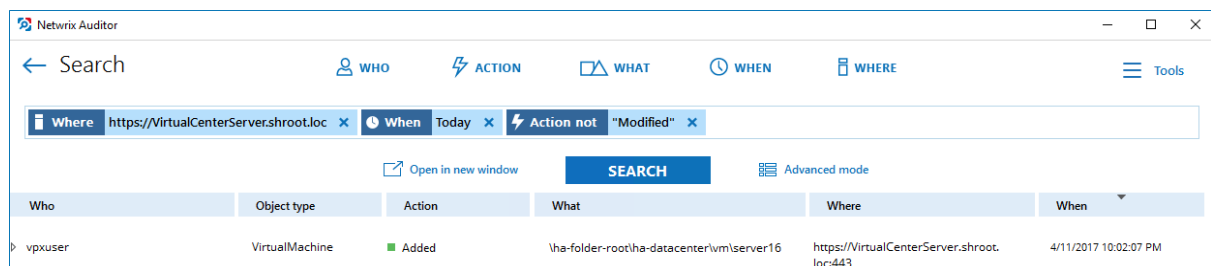 Netwrix Auditor
← Search WHO ACTION WHAT WHEN WHERE Tools
Where https://VirtualCenterServer.shroot.loc × When Today × Action not "Modified" ×
Open in new window SEARCH Advanced mode
Who Object type Action What Where When
vpxuser VirtualMachine Added \ha-folder-root\ha-datacenter\vm\server16 https://VirtualCenterServer.shroot. 4/11/2017 10:02:07 PM
loc:443